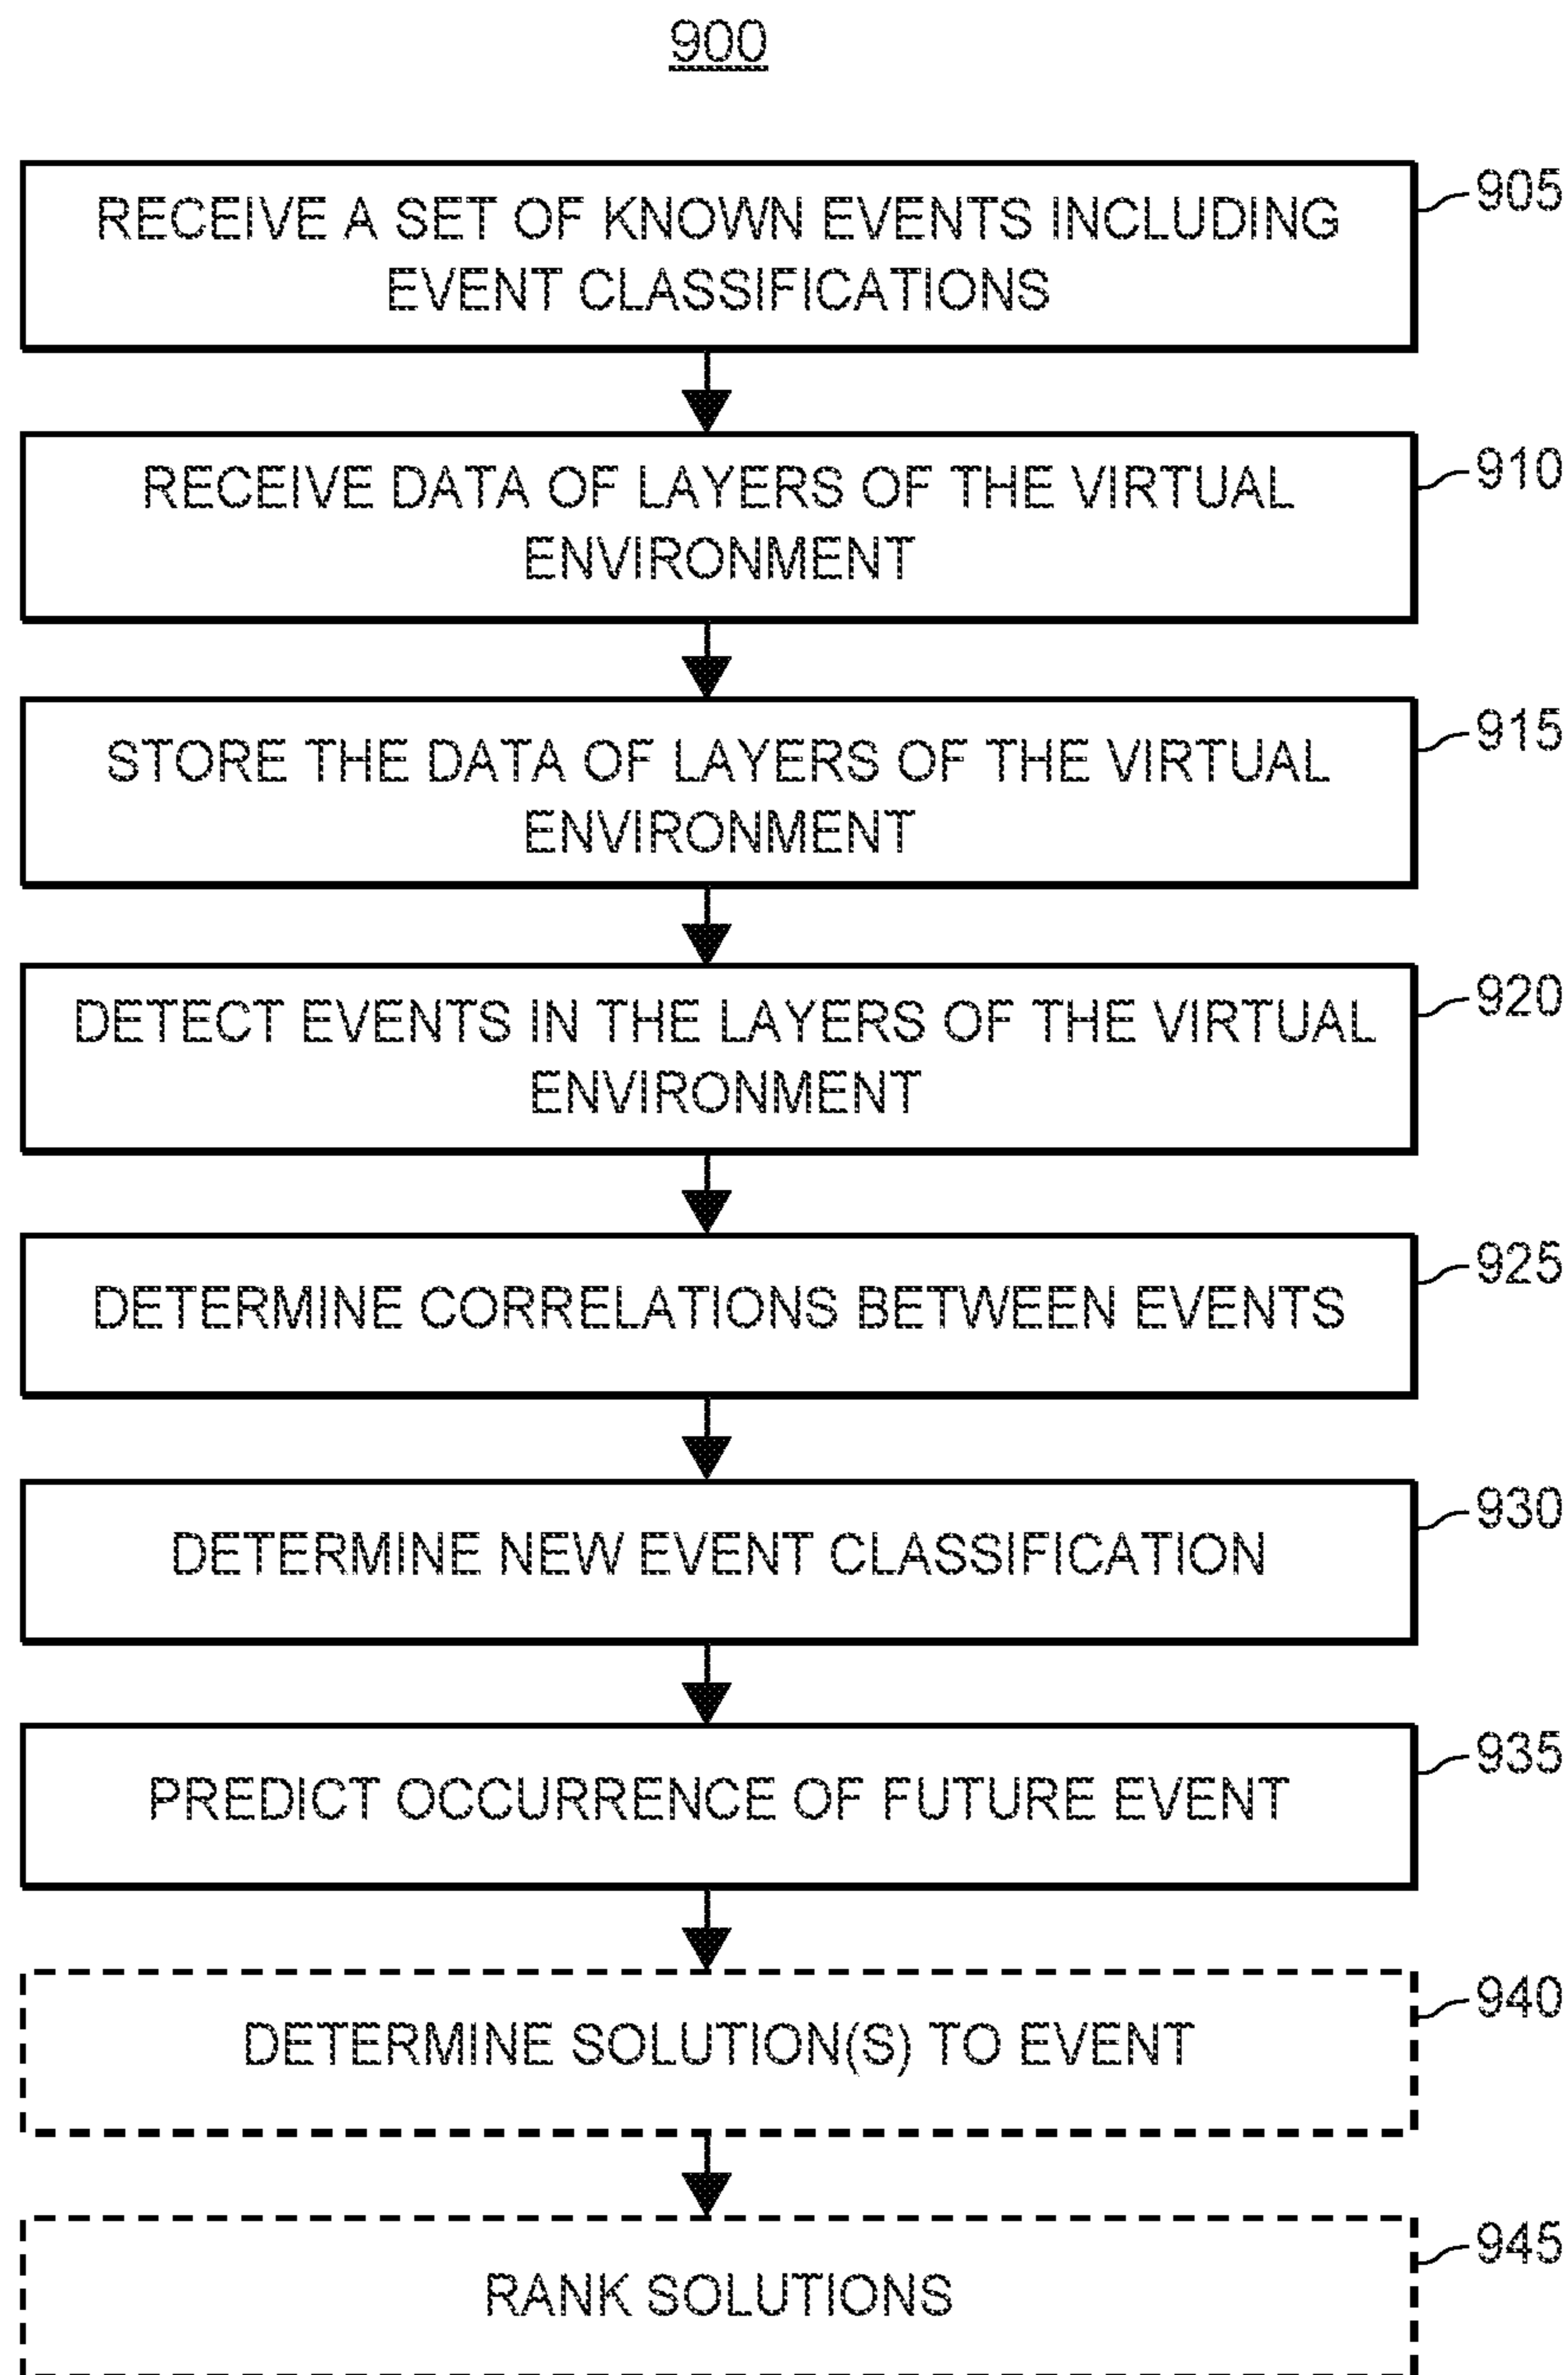 900
RECEIVE A SET OF KNOWN EVENTS INCLUDING
EVENT CLASSIFICATIONS
905
RECEIVE DATA OF LAYERS OF THE VIRTUAL
ENVIRONMENT
910
STORE THE DATA OF LAYERS OF THE VIRTUAL
ENVIRONMENT
915
DETECT EVENTS IN THE LAYERS OF THE VIRTUAL
ENVIRONMENT
920
DETERMINE CORRELATIONS BETWEEN EVENTS
925
DETERMINE NEW EVENT CLASSIFICATION
930
PREDICT OCCURRENCE OF FUTURE EVENT
935
DETERMINE SOLUTION(S) TO EVENT
940
RANK SOLUTIONS
945